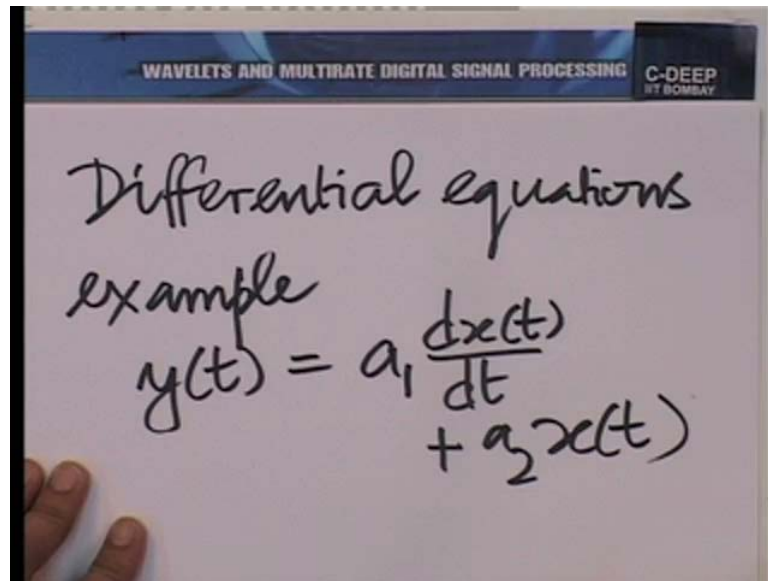 WAVELETS AND MULTIRATE DIGITAL SIGNAL PROCESSING
C-DEEP
IIT BOMBAY
Differential equations
example
y(t) = a₁ dx(t)/dt
+ a₂x(t)